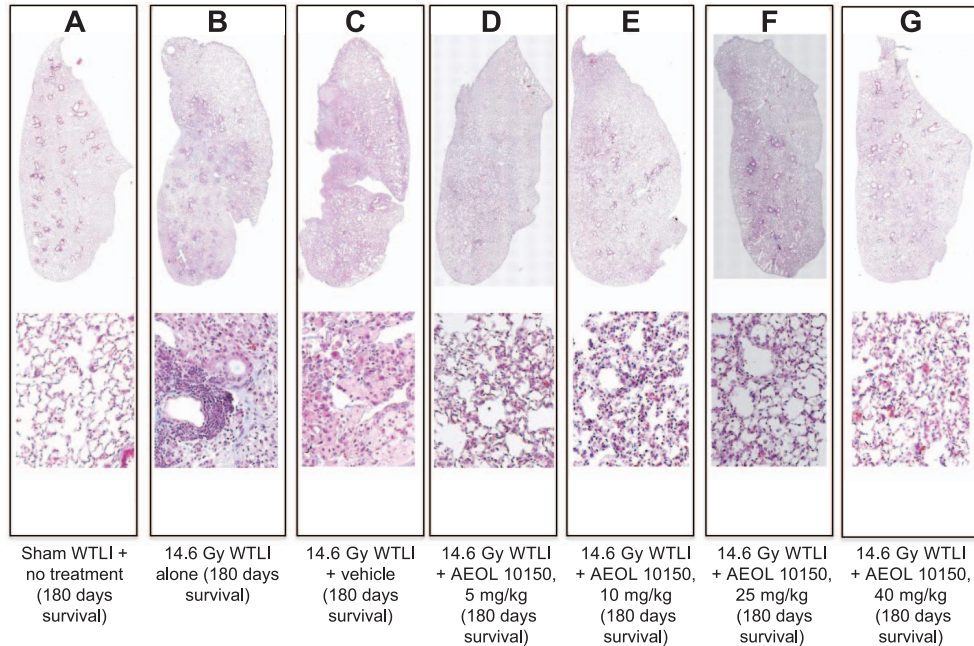 A
B
C
D
E
F
G
Sham WTLI +
no treatment
(180 days
survival)
14.6 Gy WTLI
alone (180 days
survival)
14.6 Gy WTLI
+ vehicle
(180 days
survival)
14.6 Gy WTLI
+ AEOL 10150,
5 mg/kg
(180 days
survival)
14.6 Gy WTLI
+ AEOL 10150,
10 mg/kg
(180 days
survival)
14.6 Gy WTLI
+ AEOL 10150,
25 mg/kg
(180 days
survival)
14.6 Gy WTLI
+ AEOL 10150,
40 mg/kg
(180 days
survival)